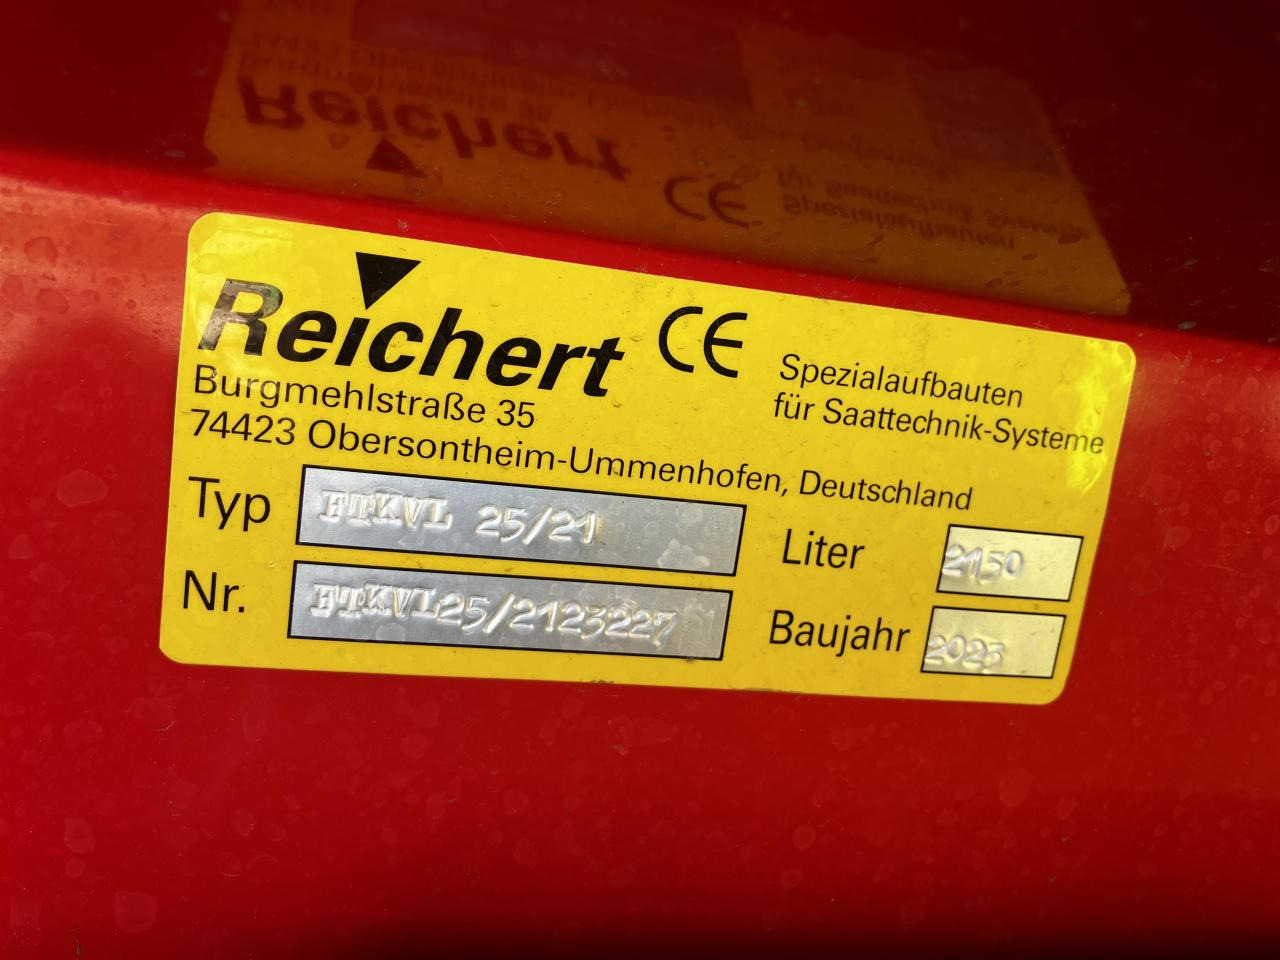 Reichert CE
Spezialaufbauten
für Saattechnik-Systeme
Burgmehlstraße 35
74423 Obersontheim-Ummenhofen, Deutschland
Typ FTKVL 25/21 Liter 2150
Nr. FTKVL25/2123227 Baujahr 2023